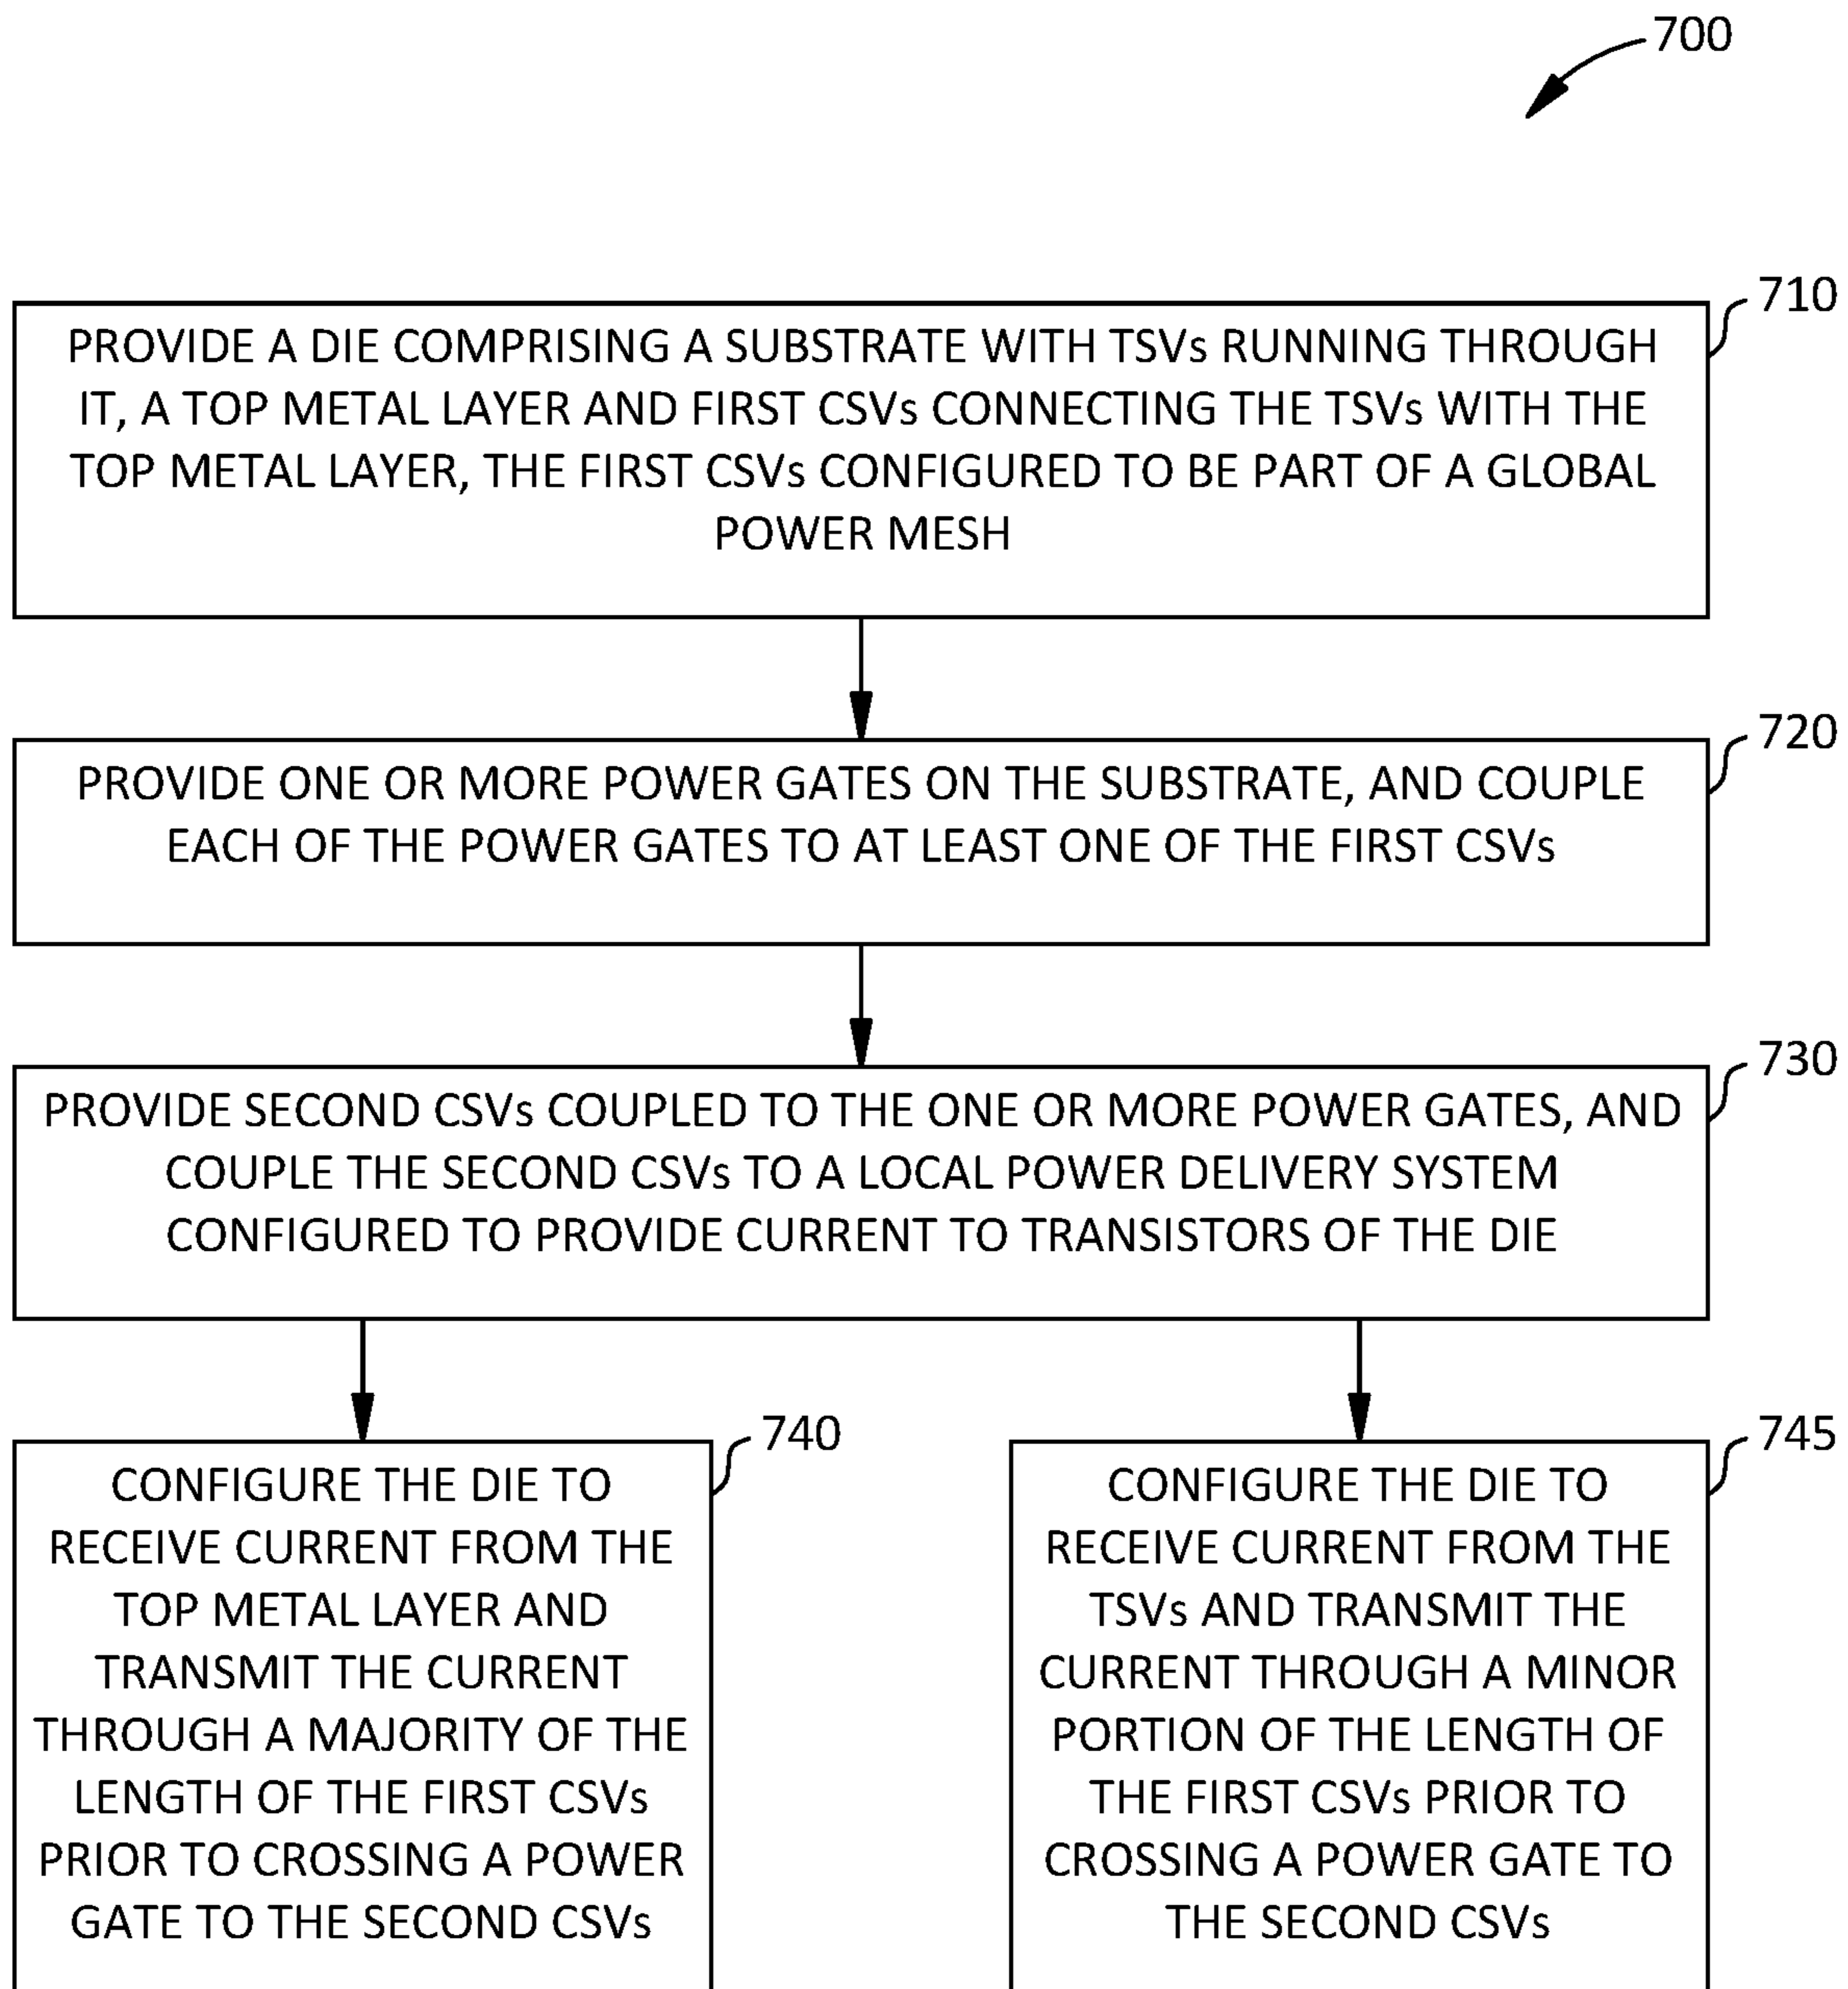 700
710
PROVIDE A DIE COMPRISING A SUBSTRATE WITH TSVs RUNNING THROUGH
IT, A TOP METAL LAYER AND FIRST CSVs CONNECTING THE TSVs WITH THE
TOP METAL LAYER, THE FIRST CSVs CONFIGURED TO BE PART OF A GLOBAL
POWER MESH
720
PROVIDE ONE OR MORE POWER GATES ON THE SUBSTRATE, AND COUPLE
EACH OF THE POWER GATES TO AT LEAST ONE OF THE FIRST CSVs
730
PROVIDE SECOND CSVs COUPLED TO THE ONE OR MORE POWER GATES, AND
COUPLE THE SECOND CSVs TO A LOCAL POWER DELIVERY SYSTEM
CONFIGURED TO PROVIDE CURRENT TO TRANSISTORS OF THE DIE
740
CONFIGURE THE DIE TO
RECEIVE CURRENT FROM THE
TOP METAL LAYER AND
TRANSMIT THE CURRENT
THROUGH A MAJORITY OF THE
LENGTH OF THE FIRST CSVs
PRIOR TO CROSSING A POWER
GATE TO THE SECOND CSVs
745
CONFIGURE THE DIE TO
RECEIVE CURRENT FROM THE
TSVs AND TRANSMIT THE
CURRENT THROUGH A MINOR
PORTION OF THE LENGTH OF
THE FIRST CSVs PRIOR TO
CROSSING A POWER GATE TO
THE SECOND CSVs